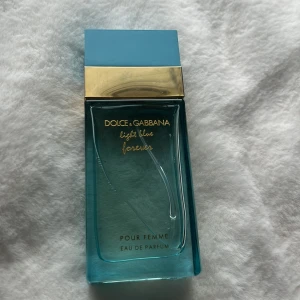 DOLCE & GABBANA
light blue
forever
POUR FEMME
EAU DE PARFUM